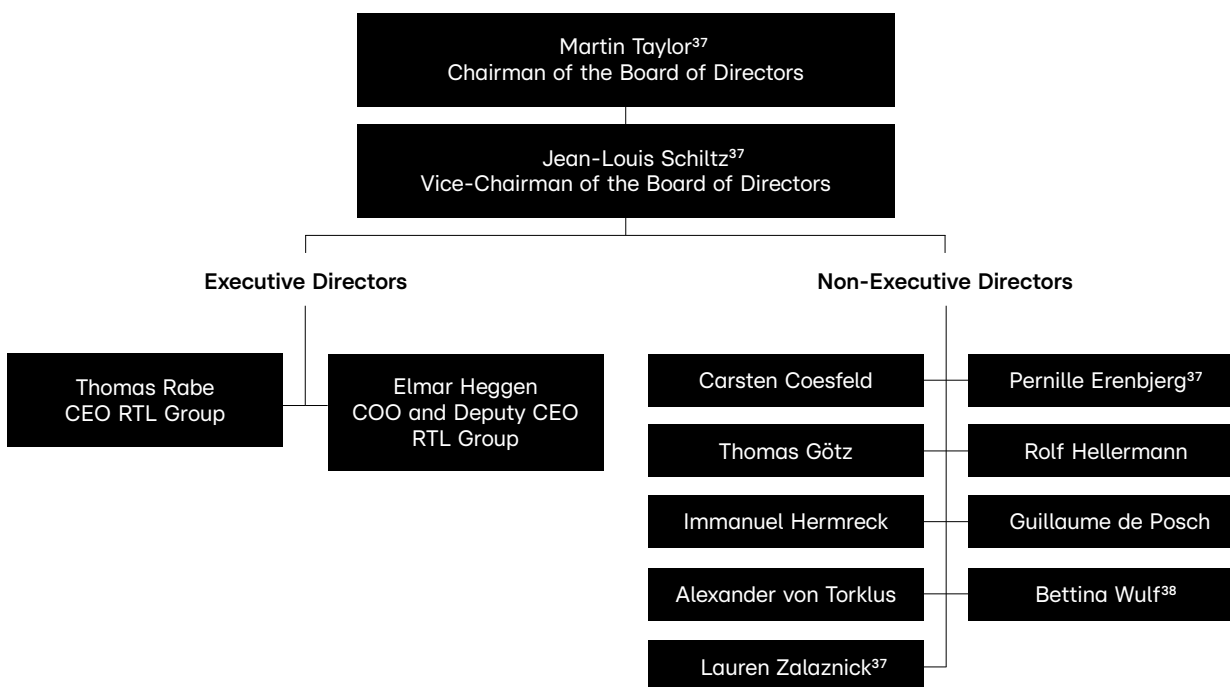 Martin Taylor³⁷
Chairman of the Board of Directors
Jean-Louis Schiltz³⁷
Vice-Chairman of the Board of Directors
Executive Directors
Non-Executive Directors
Thomas Rabe
CEO RTL Group
Elmar Heggen
COO and Deputy CEO
RTL Group
Carsten Coesfeld
Pernille Erenbjerg³⁷
Thomas Götz
Rolf Hellermann
Immanuel Hermreck
Guillaume de Posch
Alexander von Torklus
Bettina Wulf³⁸
Lauren Zalaznick³⁷